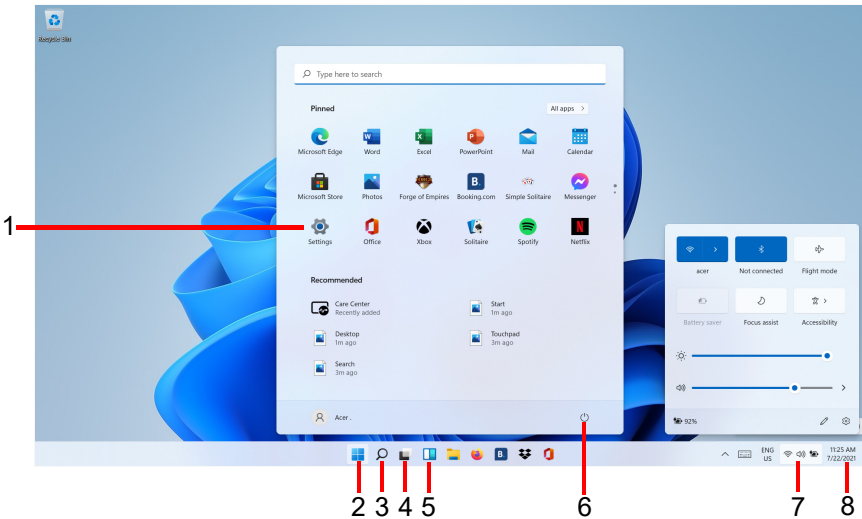 Recycle Bin
Type here to search
Pinned
All apps >
Microsoft Edge Word Excel PowerPoint Mail Calendar
Microsoft Store Photos Forge of Empires Booking.com Simple Solitaire Messenger
1
Settings Office Xbox Solitaire Spotify Netflix
acer Not connected Flight mode
Battery saver Focus assist Accessibility
Recommended
Care Center
Recently added
Start
1m ago
Desktop
1m ago
Touchpad
3m ago
Search
3m ago
Acer .
92%
ENG
US
11:25 AM
7/22/2021
2 3 4 5 6 7 8